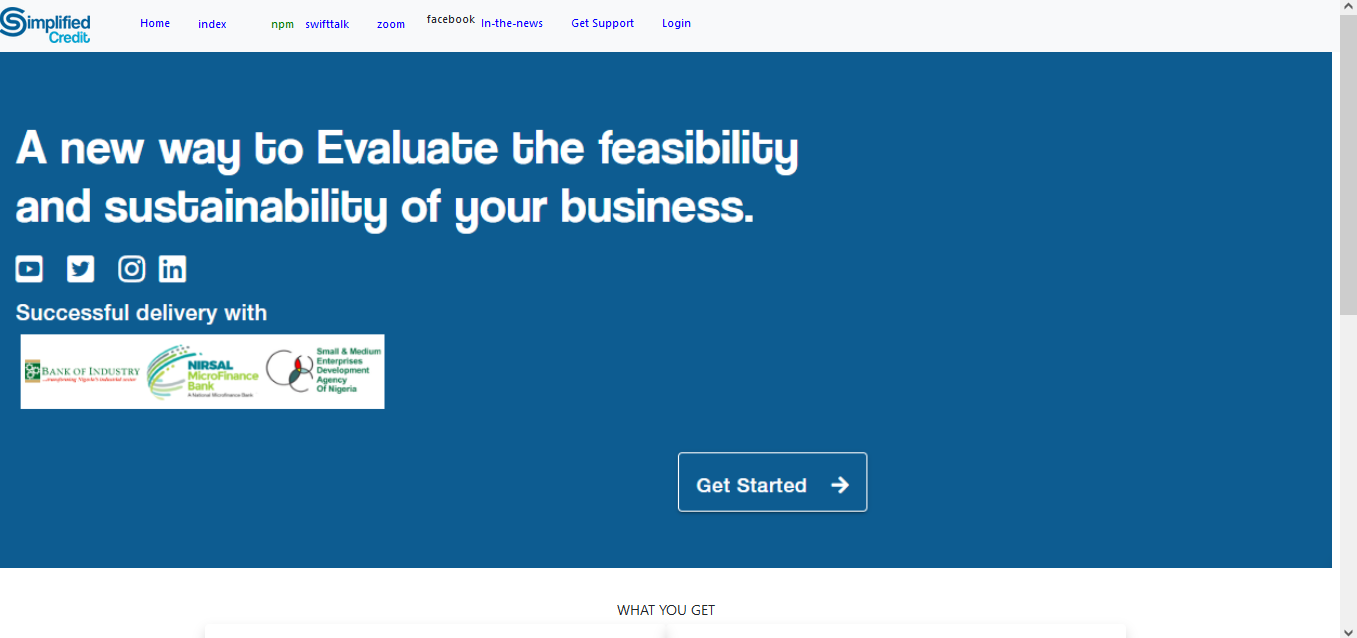 Simplified
Credit
Home index npm swifttalk zoom facebook In-the-news Get Support Login
A new way to Evaluate the feasibility
and sustainability of your business.
Successful delivery with
BANK OF INDUSTRY
...transforming Nigeria's industrial sector
NIRSAL
MicroFinance
Bank
A National Microfinance Bank
Small & Medium
Enterprises
Development
Agency
Of Nigeria
Get Started
WHAT YOU GET